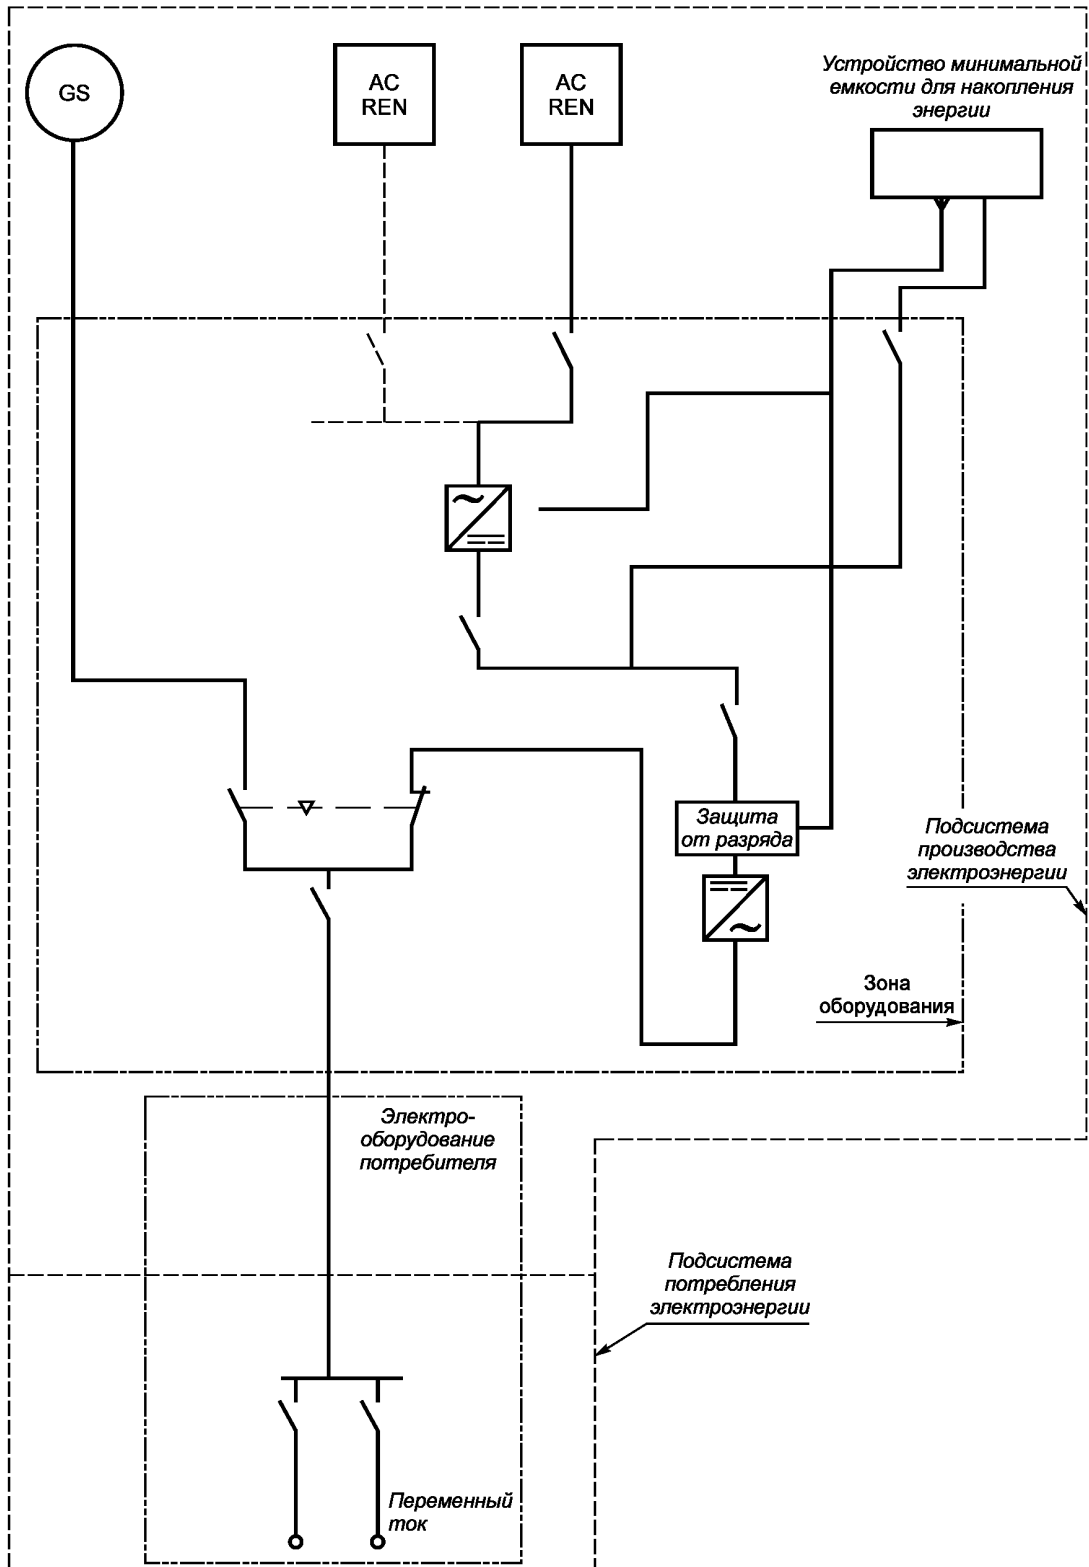 GS
AC
REN
AC
REN
Устройство минимальной
емкости для накопления
энергии
Защита
от разряда
Подсистема
производства
электроэнергии
Зона
оборудования
Электро-
оборудование
потребителя
Подсистема
потребления
электроэнергии
Переменный
ток